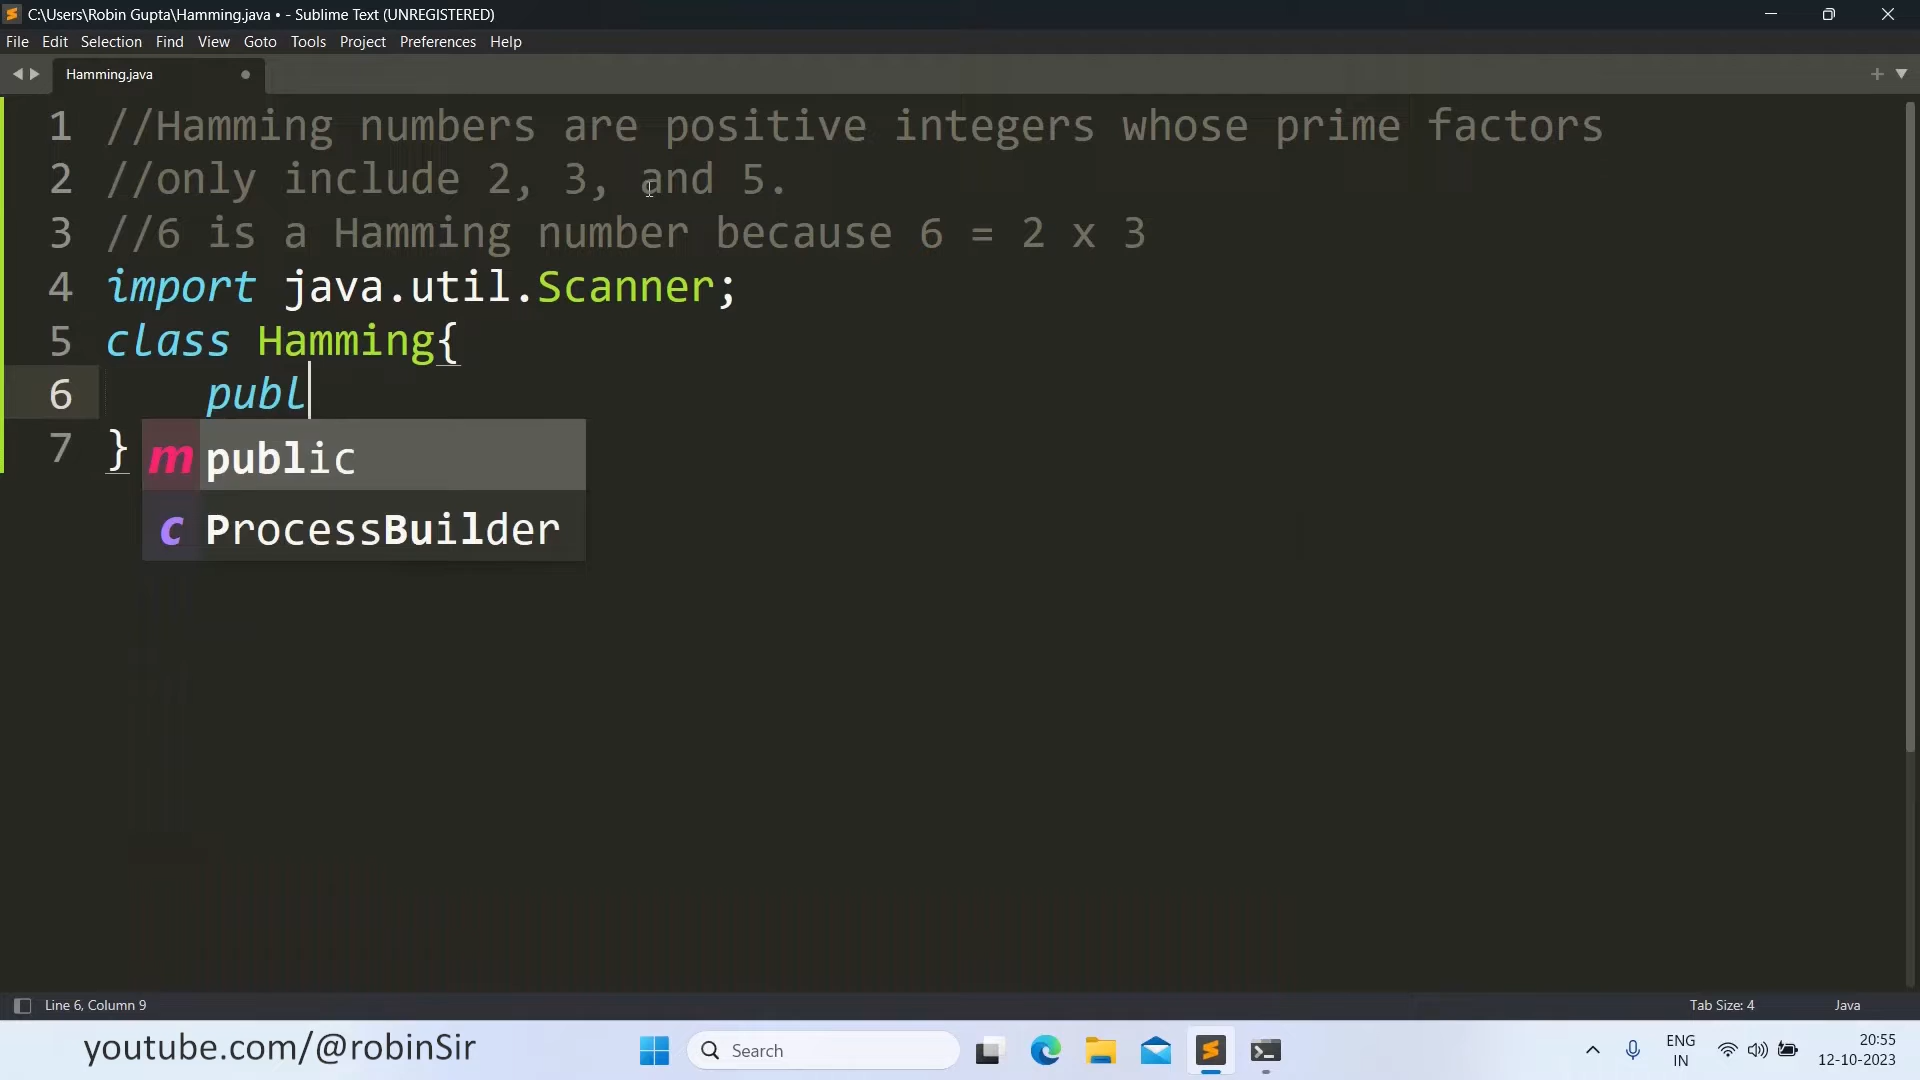 C:\Users\Robin Gupta\Hamming.java • - Sublime Text (UNREGISTERED)
File Edit Selection Find View Goto Tools Project Preferences Help
Hamming.java
1 //Hamming numbers are positive integers whose prime factors
2 //only include 2, 3, and 5.
3 //6 is a Hamming number because 6 = 2 x 3
4 import java.util.Scanner;
5 class Hamming{
6 publ
m public
7 }
c ProcessBuilder
Line 6, Column 9 Tab Size: 4 Java
youtube.com/@robinSir
Search
ENG
IN
20:55
12-10-2023